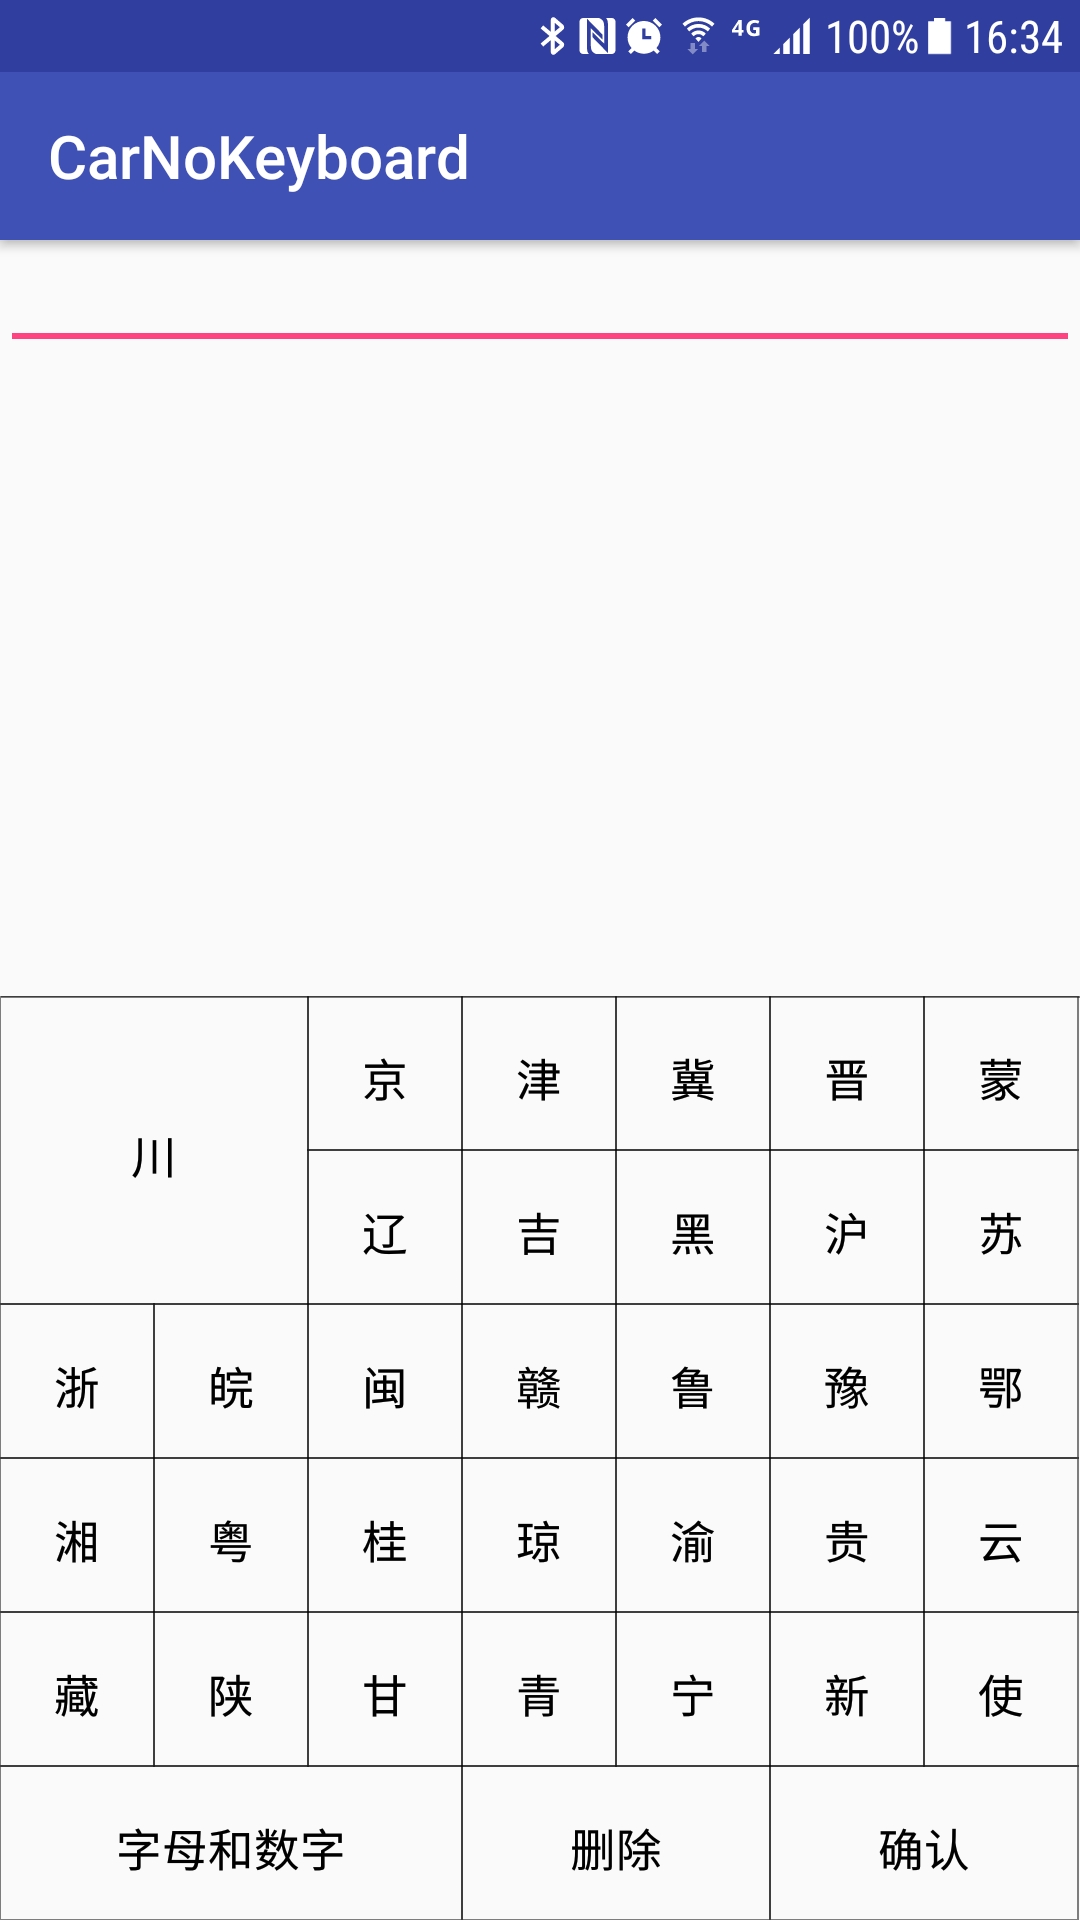 4G 100% 16:34
CarNoKeyboard
川 京 津 冀 晋 蒙
辽 吉 黑 沪 苏
浙 皖 闽 赣 鲁 豫 鄂
湘 粤 桂 琼 渝 贵 云
藏 陕 甘 青 宁 新 使
字母和数字 删除 确认